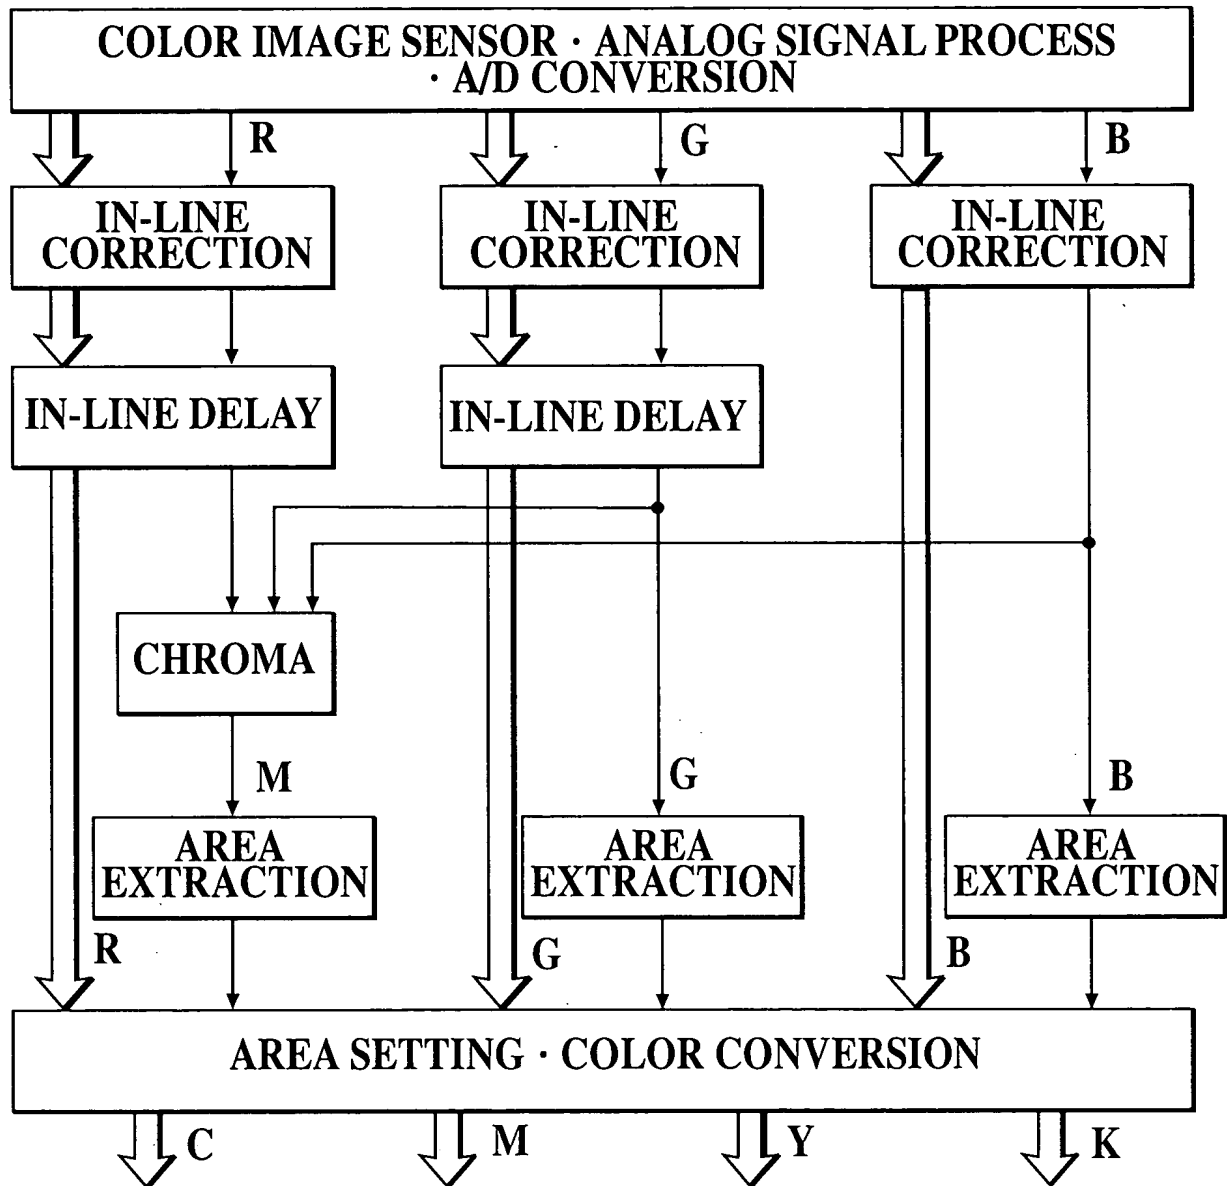 COLOR IMAGE SENSOR · ANALOG SIGNAL PROCESS
· A/D CONVERSION
R
G
B
IN-LINE
CORRECTION
IN-LINE
CORRECTION
IN-LINE
CORRECTION
IN-LINE DELAY
IN-LINE DELAY
CHROMA
M
G
B
AREA
EXTRACTION
AREA
EXTRACTION
AREA
EXTRACTION
R
G
B
AREA SETTING · COLOR CONVERSION
C
M
Y
K